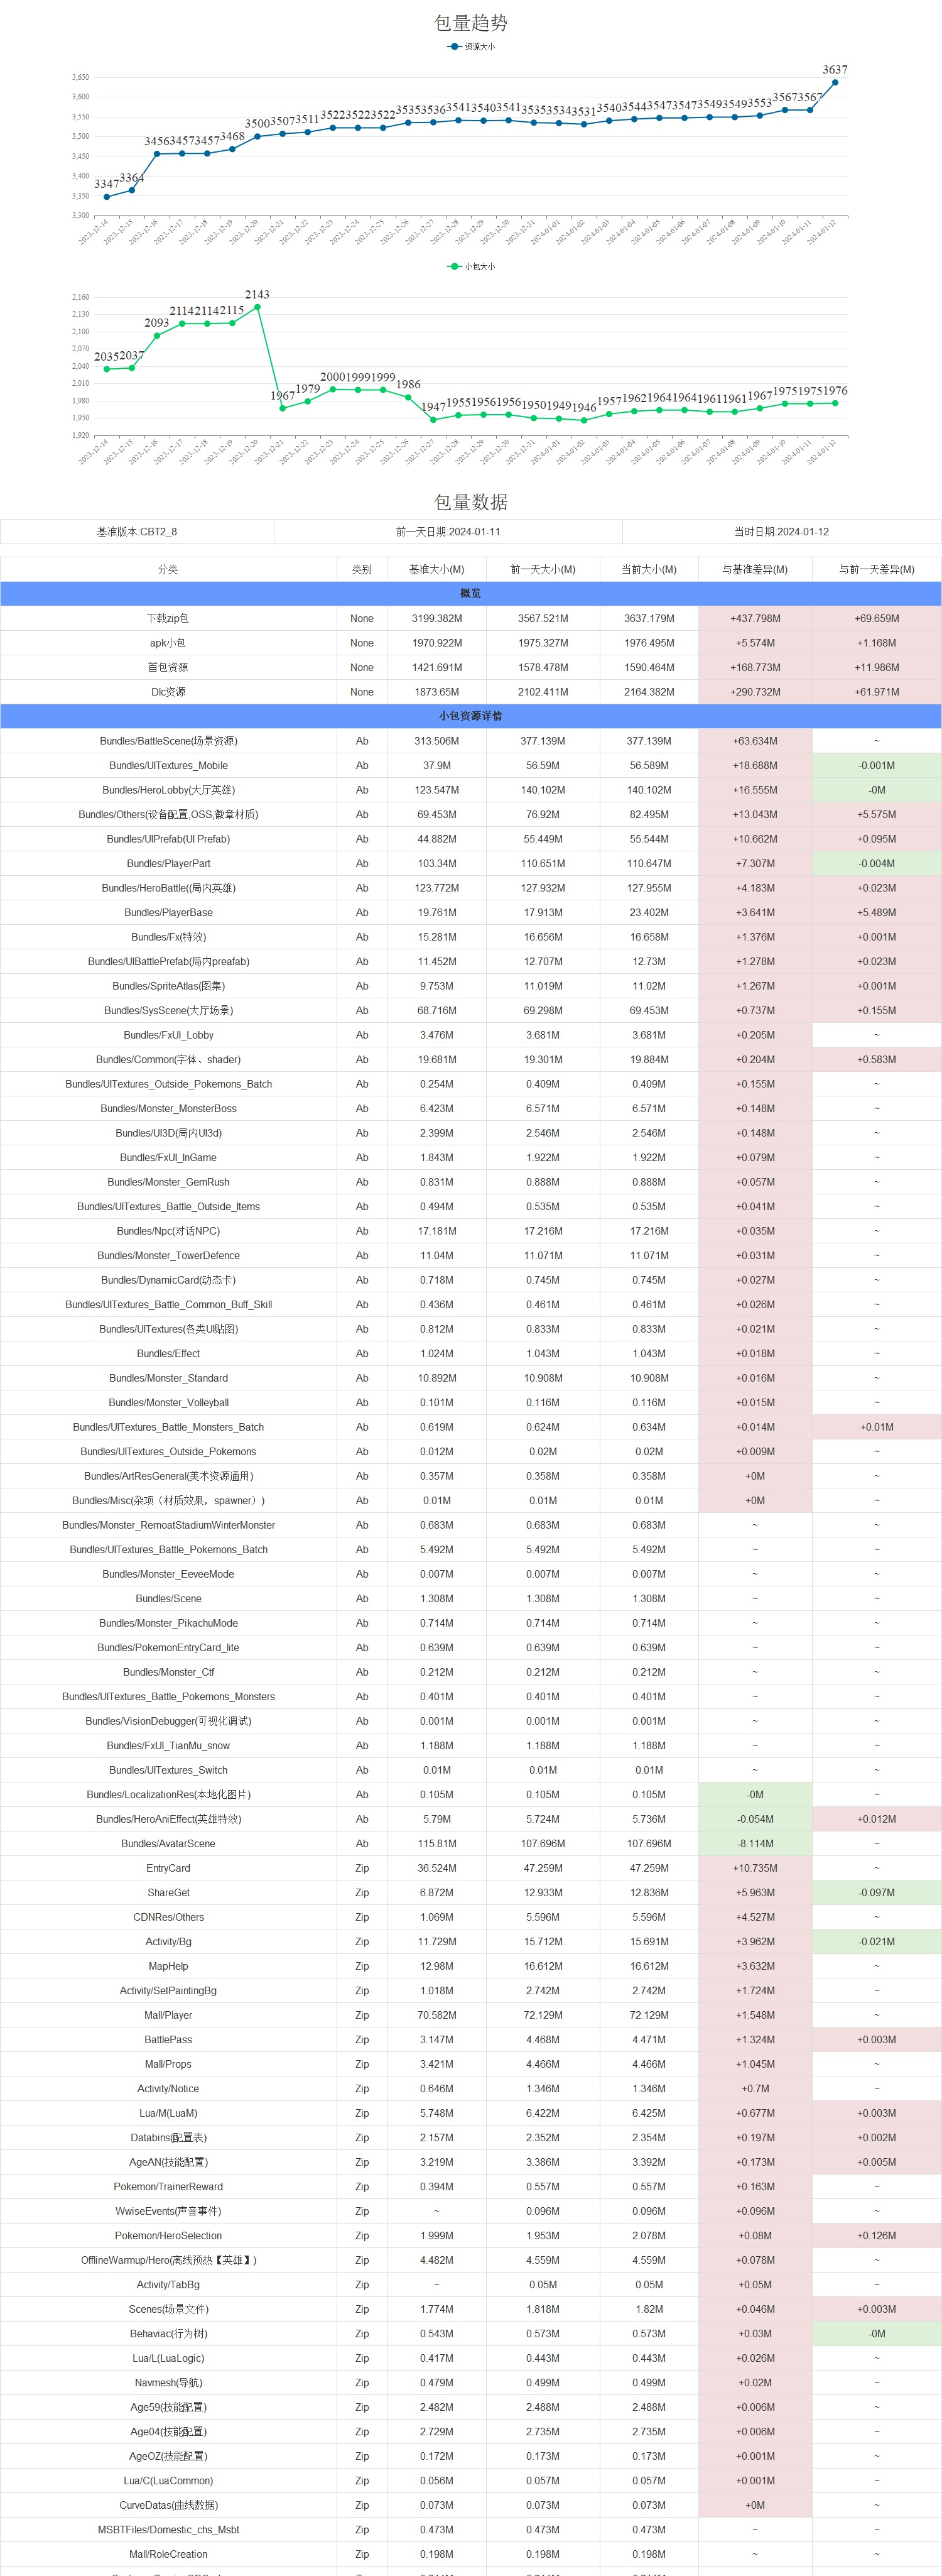 包量趋势
资源大小
3,650
3,600
3,550
3,500
3,450
3,400
3,350
3,300
3347 3364 3456 3457 3457 3468 3500 3507 3511 3522 3522 3522 3535 3536 3541 3540 3541 3535 3534 3531 3540 3544 3547 3547 3549 3549 3553 3567 3567 3637
2023-12-14 2023-12-15 2023-12-16 2023-12-17 2023-12-18 2023-12-19 2023-12-20 2023-12-21 2023-12-22 2023-12-23 2023-12-24 2023-12-25 2023-12-26 2023-12-27 2023-12-28 2023-12-29 2023-12-30 2023-12-31 2024-01-01 2024-01-02 2024-01-03 2024-01-04 2024-01-05 2024-01-06 2024-01-07 2024-01-08 2024-01-09 2024-01-10 2024-01-11 2024-01-12
小包大小
2,160
2,130
2,100
2,070
2,040
2,010
1,980
1,950
1,920
2035 2037 2093 2114 2114 2115 2143 1967 1979 2000 1999 1999 1986 1947 1955 1956 1956 1950 1949 1946 1957 1962 1964 1964 1961 1961 1967 1975 1975 1976
2023-12-14 2023-12-15 2023-12-16 2023-12-17 2023-12-18 2023-12-19 2023-12-20 2023-12-21 2023-12-22 2023-12-23 2023-12-24 2023-12-25 2023-12-26 2023-12-27 2023-12-28 2023-12-29 2023-12-30 2023-12-31 2024-01-01 2024-01-02 2024-01-03 2024-01-04 2024-01-05 2024-01-06 2024-01-07 2024-01-08 2024-01-09 2024-01-10 2024-01-11 2024-01-12
包量数据
基准版本:CBT2_8 前一天日期:2024-01-11 当时日期:2024-01-12
分类 类别 基准大小(M) 前一天大小(M) 当前大小(M) 与基准差异(M) 与前一天差异(M)
概览
下载zip包 None 3199.382M 3567.521M 3637.179M +437.798M +69.659M
apk小包 None 1970.922M 1975.327M 1976.495M +5.574M +1.168M
首包资源 None 1421.691M 1578.478M 1590.464M +168.773M +11.986M
Dlc资源 None 1873.65M 2102.411M 2164.382M +290.732M +61.971M
小包资源详情
Bundles/BattleScene(场景资源) Ab 313.506M 377.139M 377.139M +63.634M ~
Bundles/UITextures_Mobile Ab 37.9M 56.59M 56.589M +18.688M -0.001M
Bundles/HeroLobby(大厅英雄) Ab 123.547M 140.102M 140.102M +16.555M -0M
Bundles/Others(设备配置,OSS,徽章材质) Ab 69.453M 76.92M 82.495M +13.043M +5.575M
Bundles/UIPrefab(UI Prefab) Ab 44.882M 55.449M 55.544M +10.662M +0.095M
Bundles/PlayerPart Ab 103.34M 110.651M 110.647M +7.307M -0.004M
Bundles/HeroBattle((局内英雄) Ab 123.772M 127.932M 127.955M +4.183M +0.023M
Bundles/PlayerBase Ab 19.761M 17.913M 23.402M +3.641M +5.489M
Bundles/Fx(特效) Ab 15.281M 16.656M 16.658M +1.376M +0.001M
Bundles/UIBattlePrefab(局内preafab) Ab 11.452M 12.707M 12.73M +1.278M +0.023M
Bundles/SpriteAtlas(图集) Ab 9.753M 11.019M 11.02M +1.267M +0.001M
Bundles/SysScene(大厅场景) Ab 68.716M 69.298M 69.453M +0.737M +0.155M
Bundles/FxUI_Lobby Ab 3.476M 3.681M 3.681M +0.205M ~
Bundles/Common(字体、shader) Ab 19.681M 19.301M 19.884M +0.204M +0.583M
Bundles/UITextures_Outside_Pokemons_Batch Ab 0.254M 0.409M 0.409M +0.155M ~
Bundles/Monster_MonsterBoss Ab 6.423M 6.571M 6.571M +0.148M ~
Bundles/UI3D(局内UI3d) Ab 2.399M 2.546M 2.546M +0.148M ~
Bundles/FxUI_InGame Ab 1.843M 1.922M 1.922M +0.079M ~
Bundles/Monster_GemRush Ab 0.831M 0.888M 0.888M +0.057M ~
Bundles/UITextures_Battle_Outside_Items Ab 0.494M 0.535M 0.535M +0.041M ~
Bundles/Npc(对话NPC) Ab 17.181M 17.216M 17.216M +0.035M ~
Bundles/Monster_TowerDefence Ab 11.04M 11.071M 11.071M +0.031M ~
Bundles/DynamicCard(动态卡) Ab 0.718M 0.745M 0.745M +0.027M ~
Bundles/UITextures_Battle_Common_Buff_Skill Ab 0.436M 0.461M 0.461M +0.026M ~
Bundles/UITextures(各类UI贴图) Ab 0.812M 0.833M 0.833M +0.021M ~
Bundles/Effect Ab 1.024M 1.043M 1.043M +0.018M ~
Bundles/Monster_Standard Ab 10.892M 10.908M 10.908M +0.016M ~
Bundles/Monster_Volleyball Ab 0.101M 0.116M 0.116M +0.015M ~
Bundles/UITextures_Battle_Monsters_Batch Ab 0.619M 0.624M 0.634M +0.014M +0.01M
Bundles/UITextures_Outside_Pokemons Ab 0.012M 0.02M 0.02M +0.009M ~
Bundles/ArtResGeneral(美术资源通用) Ab 0.357M 0.358M 0.358M +0M ~
Bundles/Misc(杂项（材质效果，spawner）) Ab 0.01M 0.01M 0.01M +0M ~
Bundles/Monster_RemoatStadiumWinterMonster Ab 0.683M 0.683M 0.683M ~ ~
Bundles/UITextures_Battle_Pokemons_Batch Ab 5.492M 5.492M 5.492M ~ ~
Bundles/Monster_EeveeMode Ab 0.007M 0.007M 0.007M ~ ~
Bundles/Scene Ab 1.308M 1.308M 1.308M ~ ~
Bundles/Monster_PikachuMode Ab 0.714M 0.714M 0.714M ~ ~
Bundles/PokemonEntryCard_lite Ab 0.639M 0.639M 0.639M ~ ~
Bundles/Monster_Ctf Ab 0.212M 0.212M 0.212M ~ ~
Bundles/UITextures_Battle_Pokemons_Monsters Ab 0.401M 0.401M 0.401M ~ ~
Bundles/VisionDebugger(可视化调试) Ab 0.001M 0.001M 0.001M ~ ~
Bundles/FxUI_TianMu_snow Ab 1.188M 1.188M 1.188M ~ ~
Bundles/UITextures_Switch Ab 0.01M 0.01M 0.01M ~ ~
Bundles/LocalizationRes(本地化图片) Ab 0.105M 0.105M 0.105M -0M ~
Bundles/HeroAniEffect(英雄特效) Ab 5.79M 5.724M 5.736M -0.054M +0.012M
Bundles/AvatarScene Ab 115.81M 107.696M 107.696M -8.114M ~
EntryCard Zip 36.524M 47.259M 47.259M +10.735M ~
ShareGet Zip 6.872M 12.933M 12.836M +5.963M -0.097M
CDNRes/Others Zip 1.069M 5.596M 5.596M +4.527M ~
Activity/Bg Zip 11.729M 15.712M 15.691M +3.962M -0.021M
MapHelp Zip 12.98M 16.612M 16.612M +3.632M ~
Activity/SetPaintingBg Zip 1.018M 2.742M 2.742M +1.724M ~
Mall/Player Zip 70.582M 72.129M 72.129M +1.548M ~
BattlePass Zip 3.147M 4.468M 4.471M +1.324M +0.003M
Mall/Props Zip 3.421M 4.466M 4.466M +1.045M ~
Activity/Notice Zip 0.646M 1.346M 1.346M +0.7M ~
Lua/M(LuaM) Zip 5.748M 6.422M 6.425M +0.677M +0.003M
Databins(配置表) Zip 2.157M 2.352M 2.354M +0.197M +0.002M
AgeAN(技能配置) Zip 3.219M 3.386M 3.392M +0.173M +0.005M
Pokemon/TrainerReward Zip 0.394M 0.557M 0.557M +0.163M ~
WwiseEvents(声音事件) Zip ~ 0.096M 0.096M +0.096M ~
Pokemon/HeroSelection Zip 1.999M 1.953M 2.078M +0.08M +0.126M
OfflineWarmup/Hero(离线预热【英雄】) Zip 4.482M 4.559M 4.559M +0.078M ~
Activity/TabBg Zip ~ 0.05M 0.05M +0.05M ~
Scenes(场景文件) Zip 1.774M 1.818M 1.82M +0.046M +0.003M
Behaviac(行为树) Zip 0.543M 0.573M 0.573M +0.03M -0M
Lua/L(LuaLogic) Zip 0.417M 0.443M 0.443M +0.026M ~
Navmesh(导航) Zip 0.479M 0.499M 0.499M +0.02M ~
Age59(技能配置) Zip 2.482M 2.488M 2.488M +0.006M ~
Age04(技能配置) Zip 2.729M 2.735M 2.735M +0.006M ~
AgeOZ(技能配置) Zip 0.172M 0.173M 0.173M +0.001M ~
Lua/C(LuaCommon) Zip 0.056M 0.057M 0.057M +0.001M ~
CurveDatas(曲线数据) Zip 0.073M 0.073M 0.073M +0M ~
MSBTFiles/Domestic_chs_Msbt Zip 0.473M 0.473M 0.473M ~ ~
Mall/RoleCreation Zip 0.198M 0.198M 0.198M ~ ~